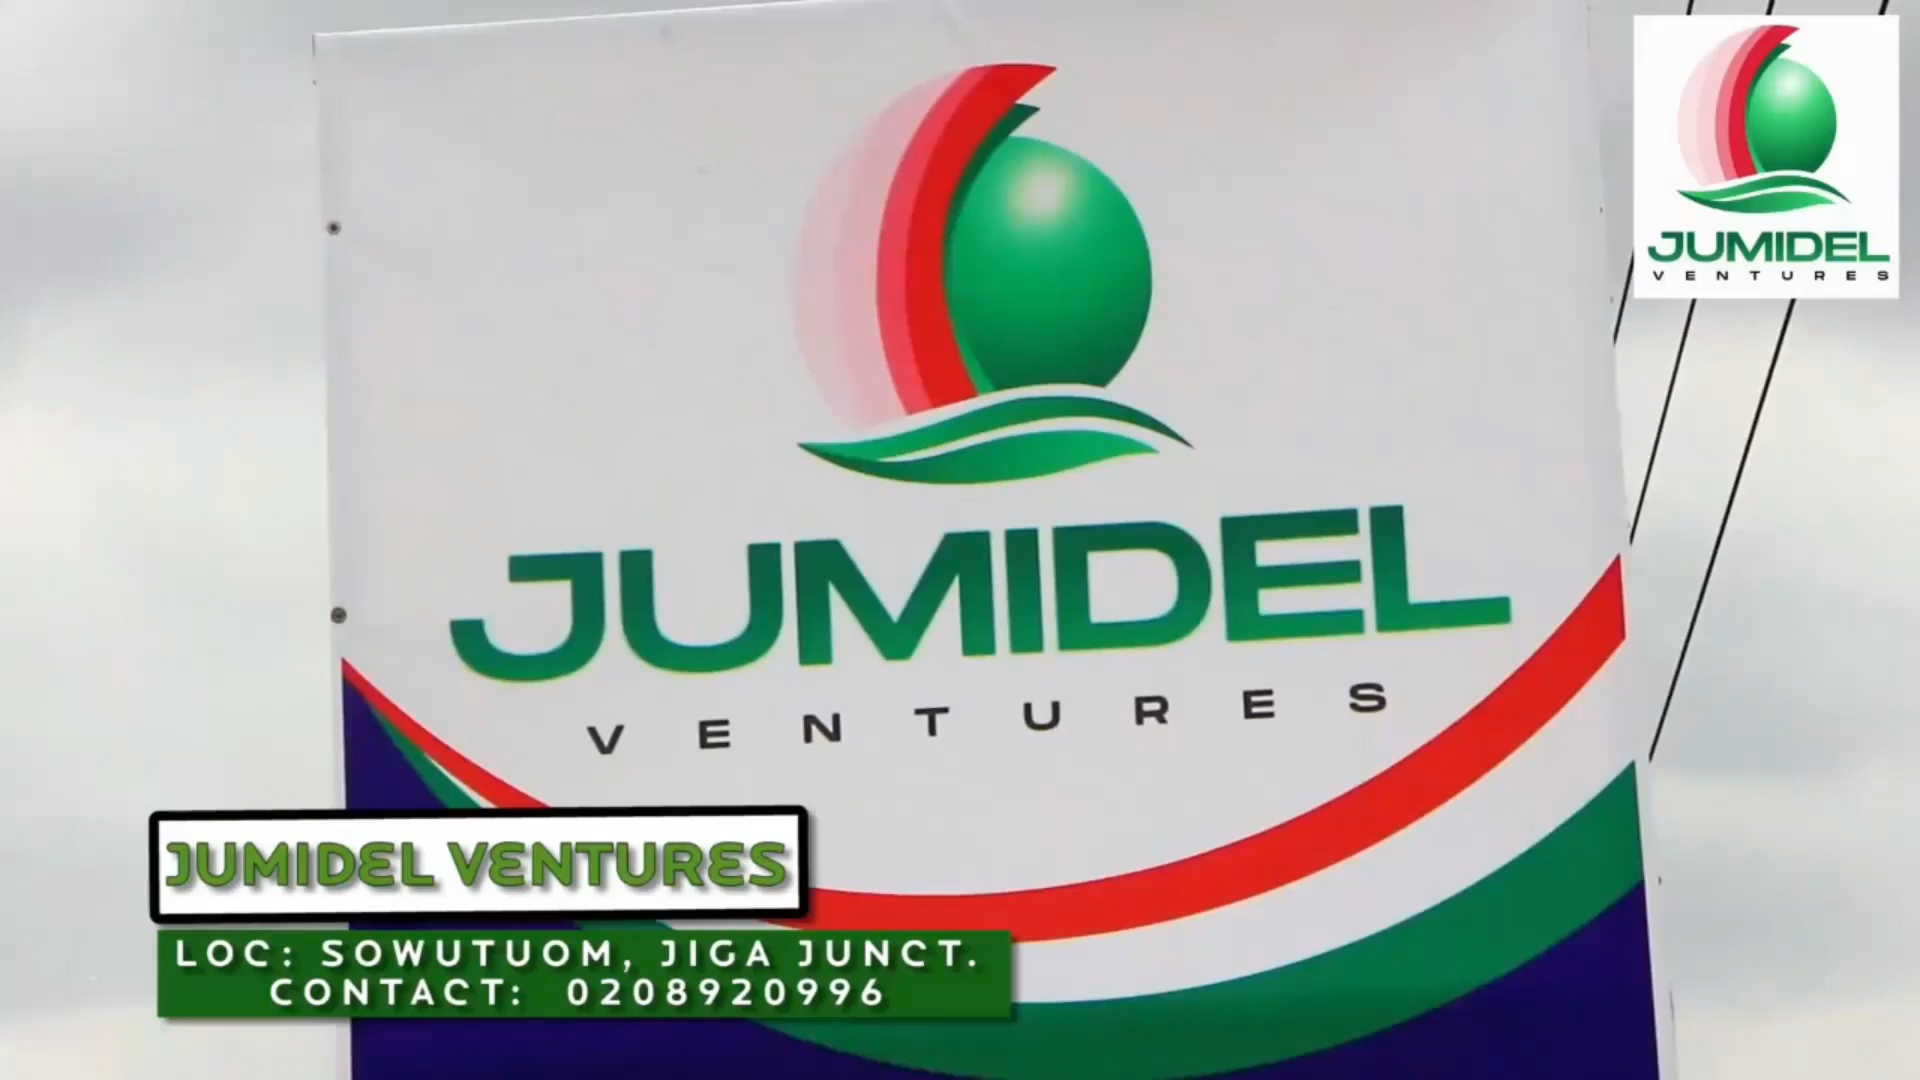 JUMIDEL
VENTURES
JUMIDEL
VENTURES
JUMIDEL VENTURES
LOC: SOWUTUOM, JIGA JUNCT.
CONTACT: 0208920996